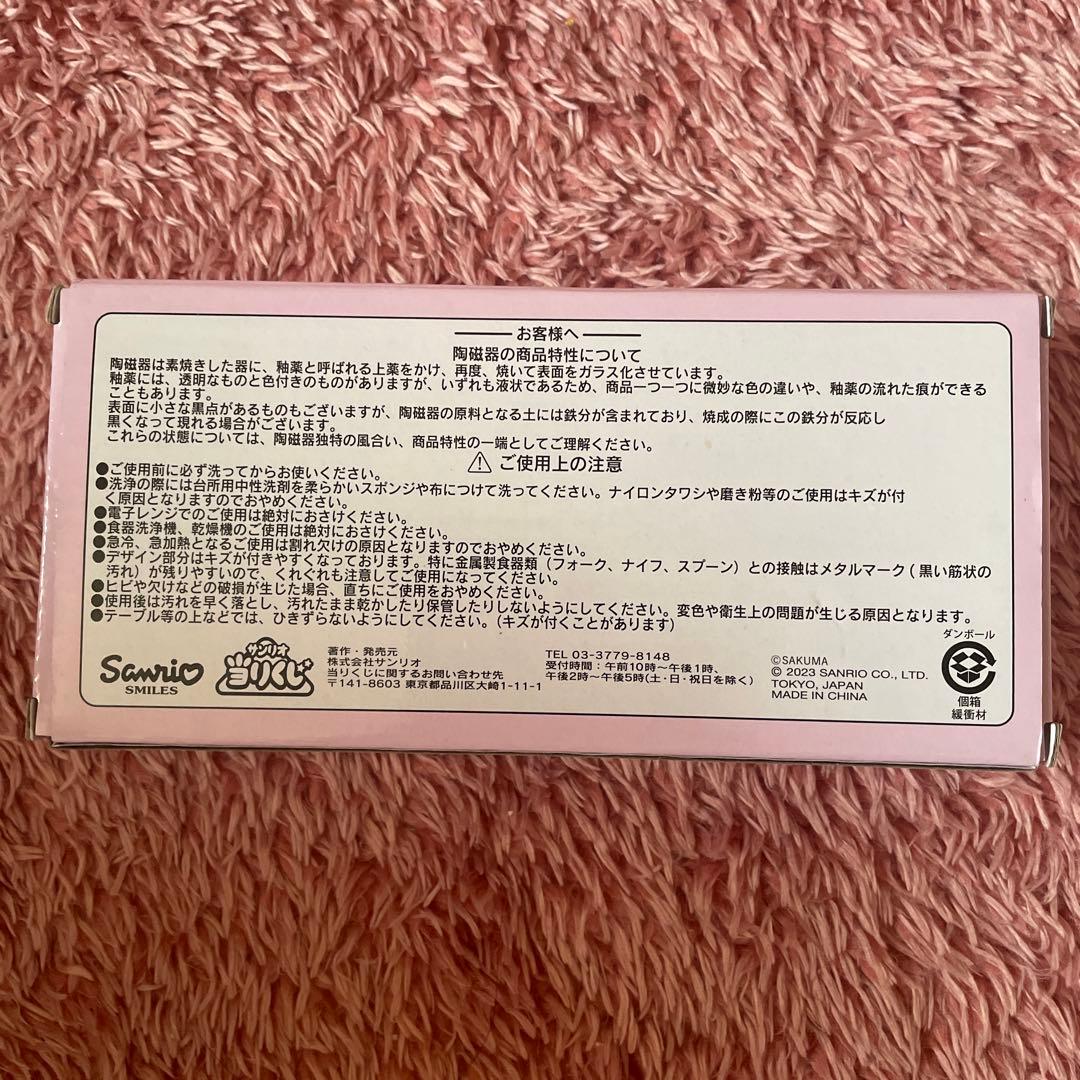 お客様へ
陶磁器の商品特性について
陶磁器は素焼きした器に、釉薬と呼ばれる上薬をかけ、再度、焼いて表面をガラス化させています。
釉薬には、透明なものと色付きのものがありますが、いずれも液状であるため、商品一つ一つに微妙な色の違いや、釉薬の流れた痕ができる
こともあります。
表面に小さな黒点があるものもございますが、陶磁器の原料となる土には鉄分が含まれており、焼成の際にこの鉄分が反応し
黒くなって現れる場合がございます。
これらの状態については、陶磁器独特の風合い、商品特性の一端としてご理解ください。
⚠ ご使用上の注意
●ご使用前に必ず洗ってからお使いください。
●洗浄の際には台所用中性洗剤を柔らかいスポンジや布につけて洗ってください。ナイロンタワシや磨き粉等のご使用はキズが付
く原因となりますのでおやめください。
●電子レンジでのご使用は絶対におさけください。
●食器洗浄機、乾燥機のご使用は絶対におさけください。
●急冷、急加熱となるご使用は割れ欠けの原因となりますのでおやめください。
●デザイン部分はキズが付きやすくなっております。特に金属製食器類（フォーク、ナイフ、スプーン）との接触はメタルマーク（黒い筋状の
汚れ）が残りやすいので、くれぐれも注意してご使用になってください。
●ヒビや欠けなどの破損が生じた場合、直ちにご使用をおやめください。
●使用後は汚れを早く落とし、汚れたまま乾かしたり保管したりしないようにしてください。変色や衛生上の問題が生じる原因となります。
●テーブル等の上などでは、ひきずらないようにしてください。（キズが付くことがあります）
Sanrio
SMILES
サンリオ
当りくじ
著作・発売元
株式会社サンリオ
当りくじに関するお問い合わせ先
〒141-8603 東京都品川区大崎1-11-1
TEL 03-3779-8148
受付時間：午前10時～午後1時、
午後2時～午後5時(土・日・祝日を除く)
©SAKUMA
© 2023 SANRIO CO., LTD.
TOKYO, JAPAN
MADE IN CHINA
ダンボール
個箱
緩衝材